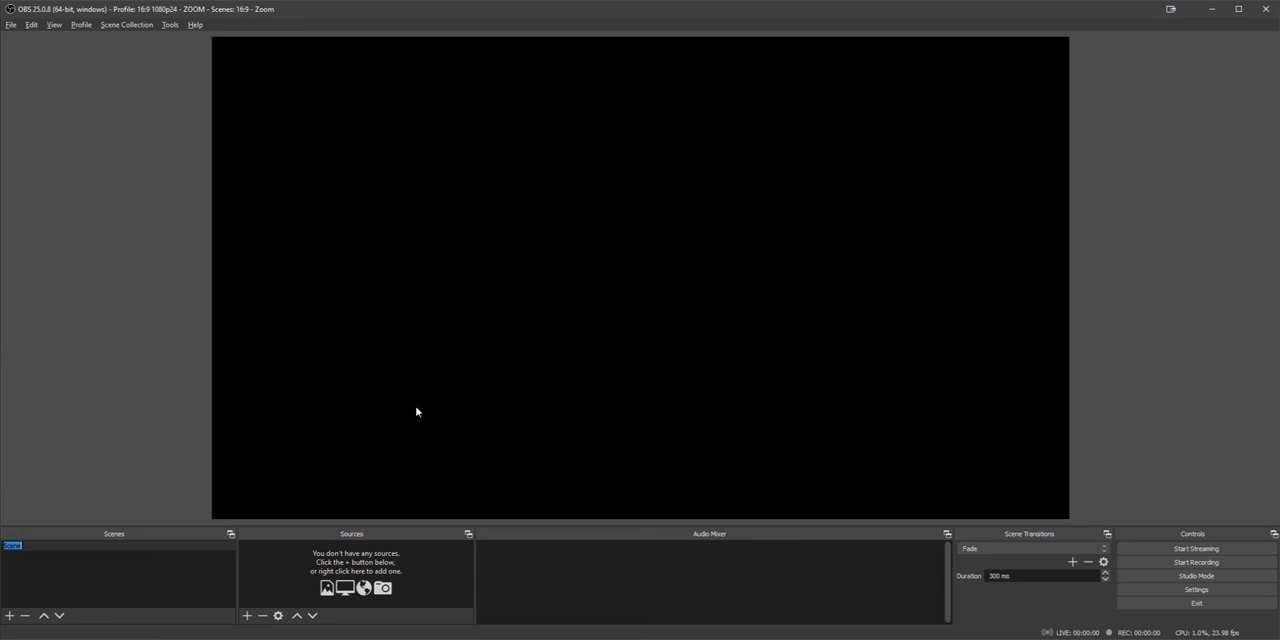 OBS 25.0.8 (64-bit, windows) - Profile: 16:9 1080p24 - ZOOM - Scenes: 16:9 - Zoom
File Edit View Profile Scene Collection Tools Help
Scenes
Sources
Audio Mixer
Scene Transitions
Controls
Scene
You don't have any sources.
Click the + button below,
or right click here to add one.
Fade
Duration 300 ms
Start Streaming
Start Recording
Studio Mode
Settings
Exit
LIVE: 00:00:00 REC: 00:00:00 CPU: 1.0%, 23.98 fps